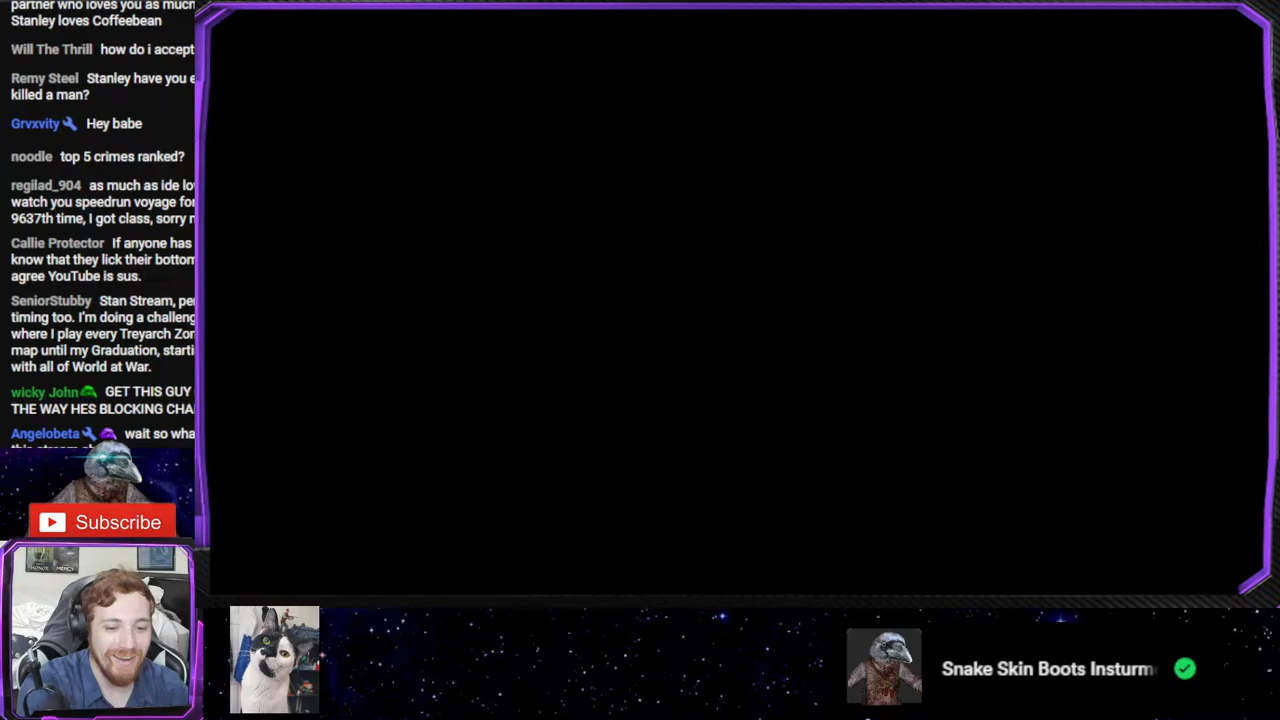 partner who loves you as much
Stanley loves Coffeebean
Will The Thrill how do i accept
Remy Steel Stanley have you e
killed a man?
Grvxvity Hey babe
noodle top 5 crimes ranked?
regilad_904 as much as ide lo
watch you speedrun voyage for
9637th time, I got class, sorry
Callie Protector If anyone has
know that they lick their bottom
agree YouTube is sus.
SeniorStubby Stan Stream, per
timing too. I'm doing a challeng
where I play every Treyarch Zor
map until my Graduation, starti
with all of World at War.
wicky John GET THIS GUY
THE WAY HES BLOCKING CHA
Angelobeta wait so wha
Subscribe
HONOR MERCY
Snake Skin Boots Insturm